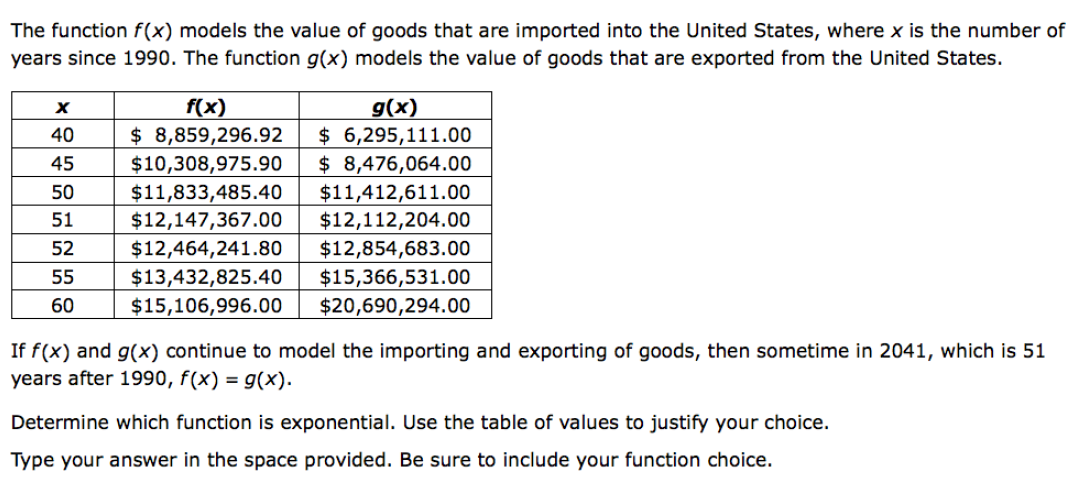 The function f(x) models the value of goods that are imported into the United States, where x is the number of
years since 1990. The function g(x) models the value of goods that are exported from the United States.
x f(x) g(x)
40 $ 8,859,296.92 $ 6,295,111.00
45 $10,308,975.90 $ 8,476,064.00
50 $11,833,485.40 $11,412,611.00
51 $12,147,367.00 $12,112,204.00
52 $12,464,241.80 $12,854,683.00
55 $13,432,825.40 $15,366,531.00
60 $15,106,996.00 $20,690,294.00
If f(x) and g(x) continue to model the importing and exporting of goods, then sometime in 2041, which is 51
years after 1990, f(x) = g(x).
Determine which function is exponential. Use the table of values to justify your choice.
Type your answer in the space provided. Be sure to include your function choice.